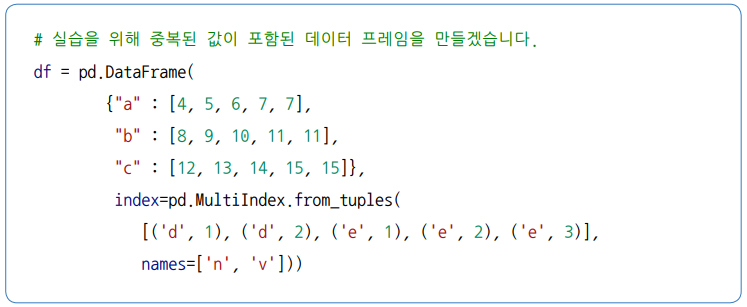 # 실습을 위해 중복된 값이 포함된 데이터 프레임을 만들겠습니다.
df = pd.DataFrame(
{"a" : [4, 5, 6, 7, 7],
"b" : [8, 9, 10, 11, 11],
"c" : [12, 13, 14, 15, 15]},
index=pd.MultiIndex.from_tuples(
[('d', 1), ('d', 2), ('e', 1), ('e', 2), ('e', 3)],
names=['n', 'v']))